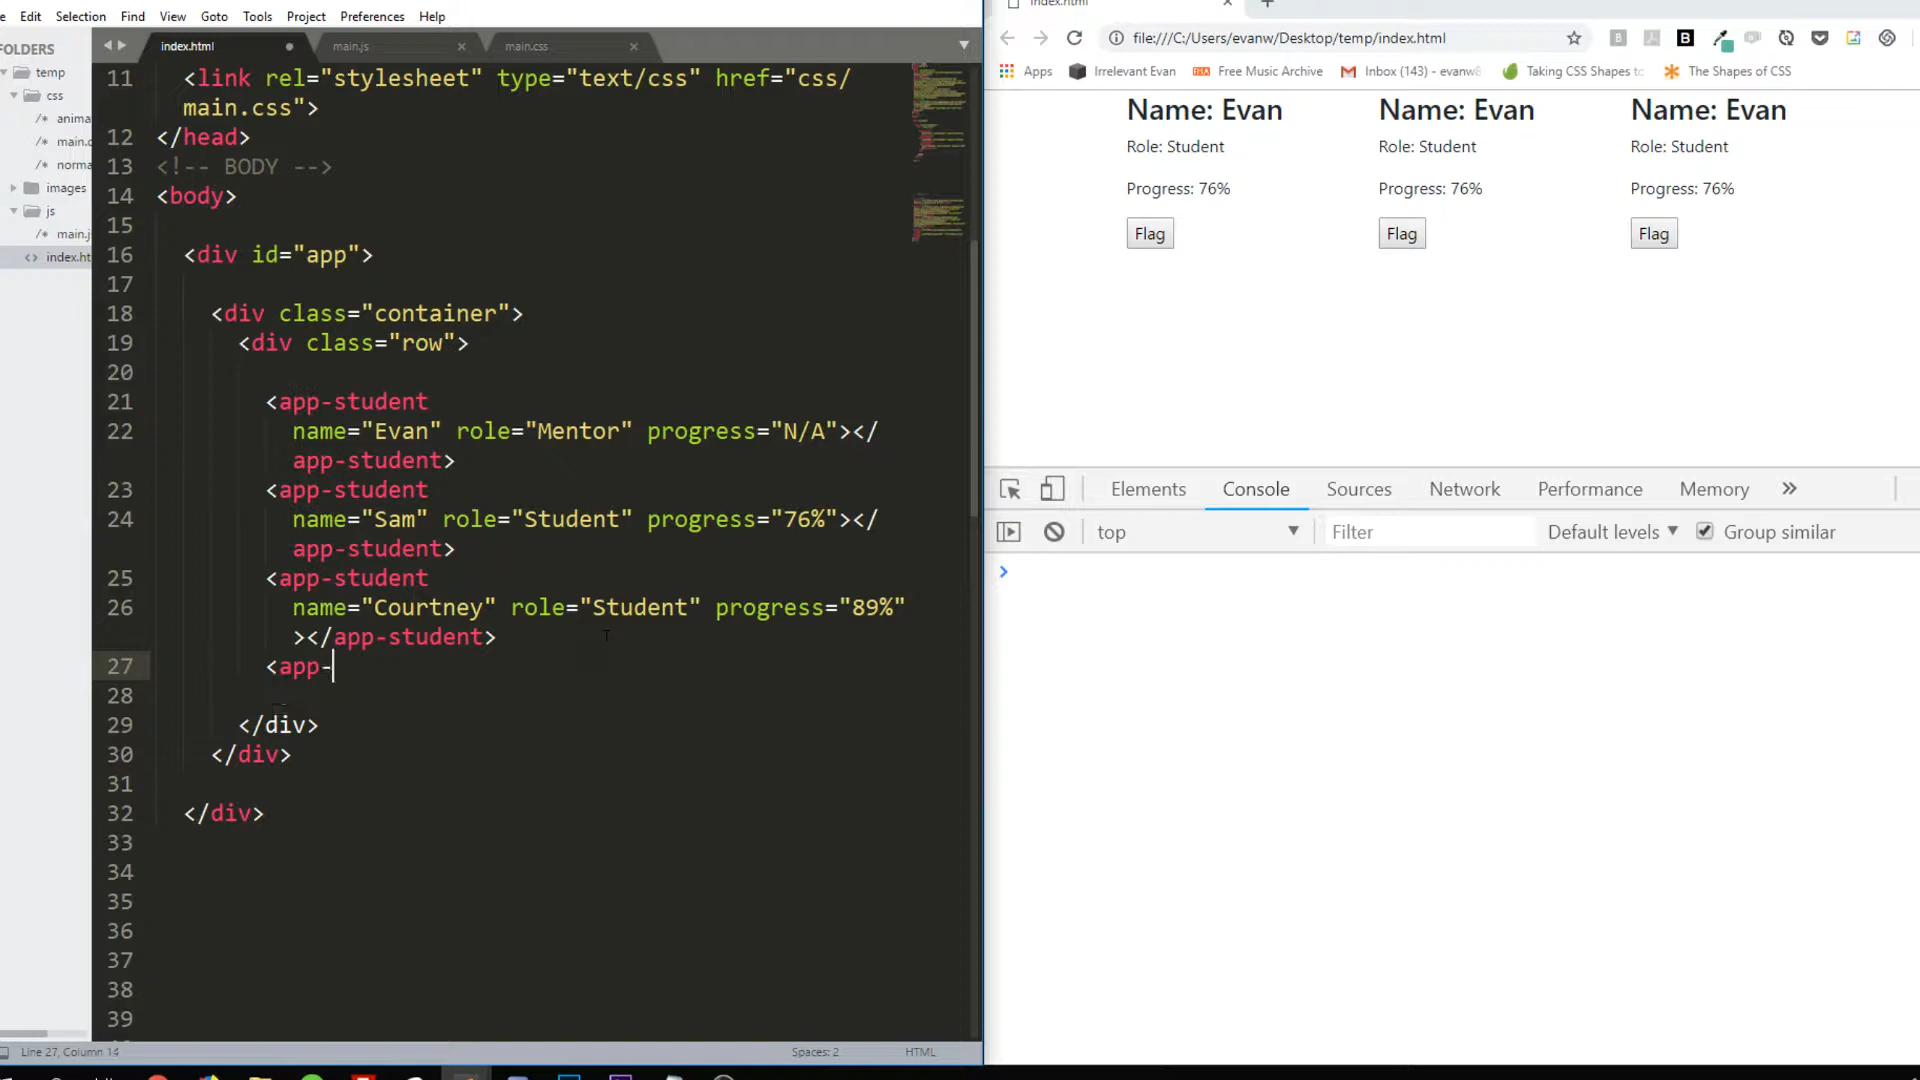 Edit Selection Find View Goto Tools Project Preferences Help
FOLDERS
temp
css
anima
main.c
norma
images
js
main.j
index.ht
index.html
main.js
main.css
11 <link rel="stylesheet" type="text/css" href="css/
main.css">
12 </head>
13 <!-- BODY -->
14 <body>
15
16 <div id="app">
17
18 <div class="container">
19 <div class="row">
20
21 <app-student
22 name="Evan" role="Mentor" progress="N/A"></
app-student>
23 <app-student
24 name="Sam" role="Student" progress="76%"></
app-student>
25 <app-student
26 name="Courtney" role="Student" progress="89%"
></app-student>
27 <app-
28
29 </div>
30 </div>
31
32 </div>
33
34
35
36
37
38
39
Line 27, Column 14
Spaces: 2
HTML
index.html
file:///C:/Users/evanw/Desktop/temp/index.html
Apps Irrelevant Evan Free Music Archive Inbox (143) - evanw8 Taking CSS Shapes to The Shapes of CSS
Name: Evan Name: Evan Name: Evan
Role: Student Role: Student Role: Student
Progress: 76% Progress: 76% Progress: 76%
Flag Flag Flag
Elements Console Sources Network Performance Memory »
top Filter Default levels Group similar